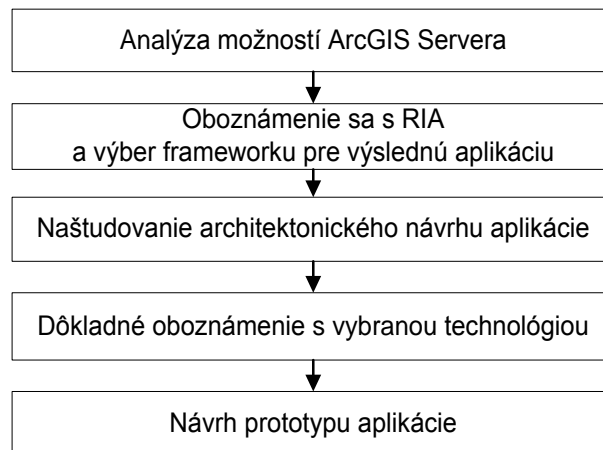 Analýza možností ArcGIS Servera
Oboznámenie sa s RIA
a výber frameworku pre výslednú aplikáciu
Naštudovanie architektonického návrhu aplikácie
Dôkladné oboznámenie s vybranou technológiou
Návrh prototypu aplikácie